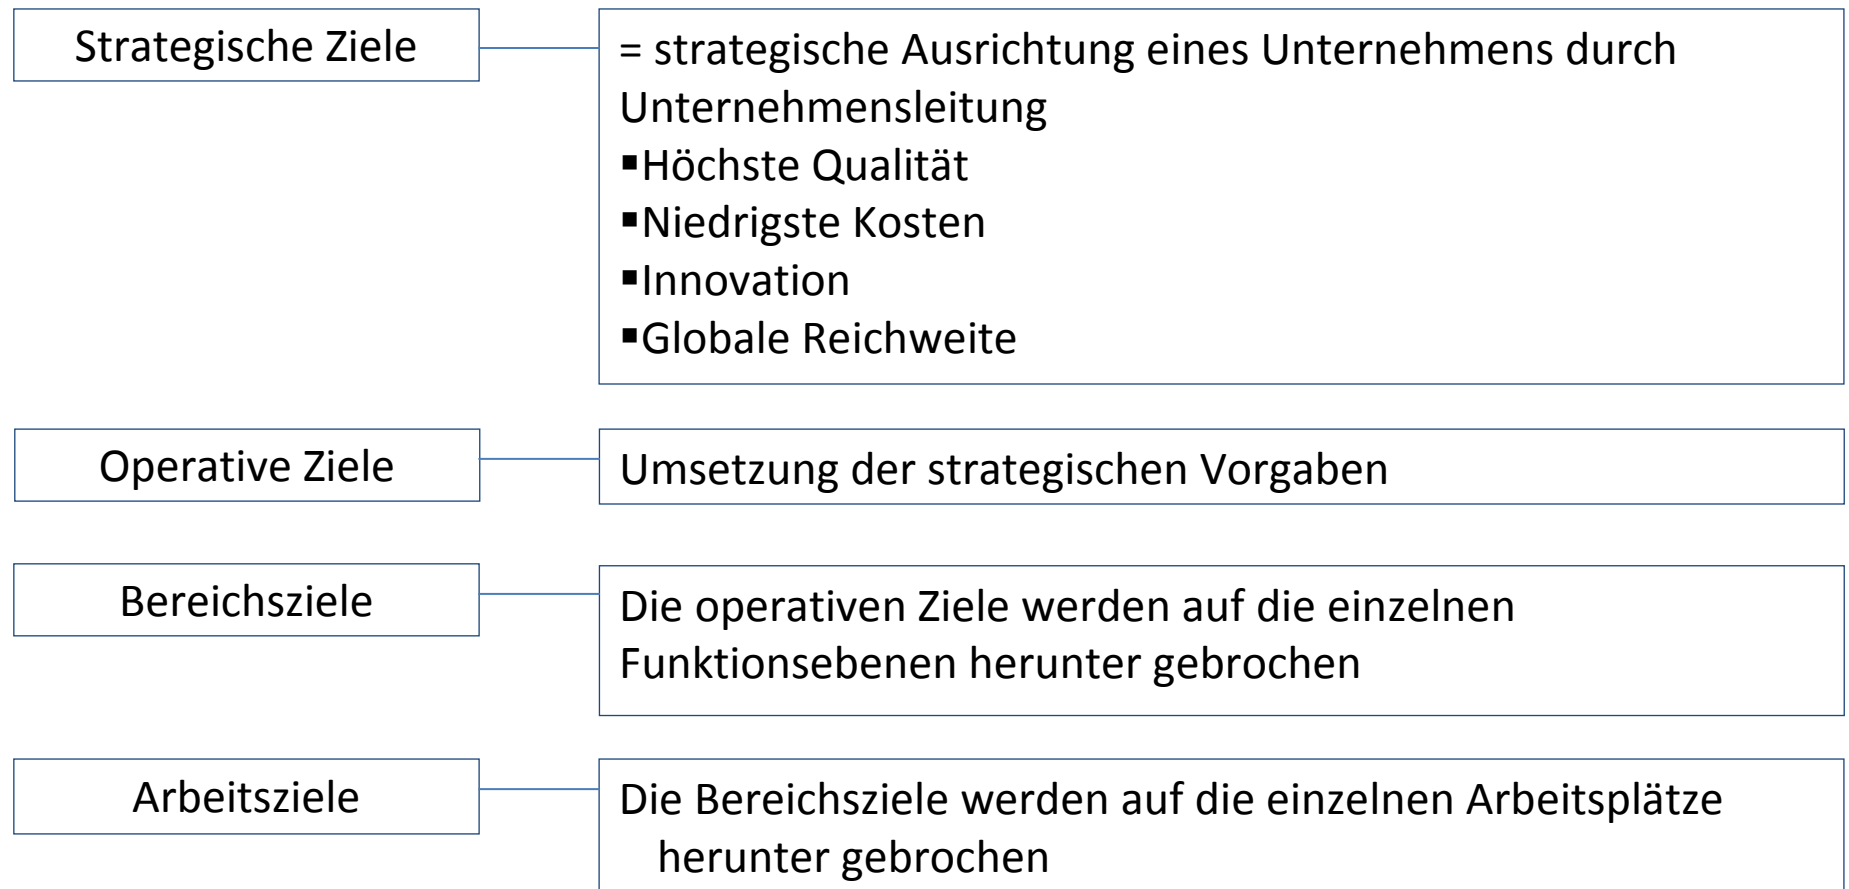 Strategische Ziele
= strategische Ausrichtung eines Unternehmens durch
Unternehmensleitung
▪Höchste Qualität
▪Niedrigste Kosten
▪Innovation
▪Globale Reichweite
Operative Ziele
Umsetzung der strategischen Vorgaben
Bereichsziele
Die operativen Ziele werden auf die einzelnen
Funktionsebenen herunter gebrochen
Arbeitsziele
Die Bereichsziele werden auf die einzelnen Arbeitsplätze
herunter gebrochen